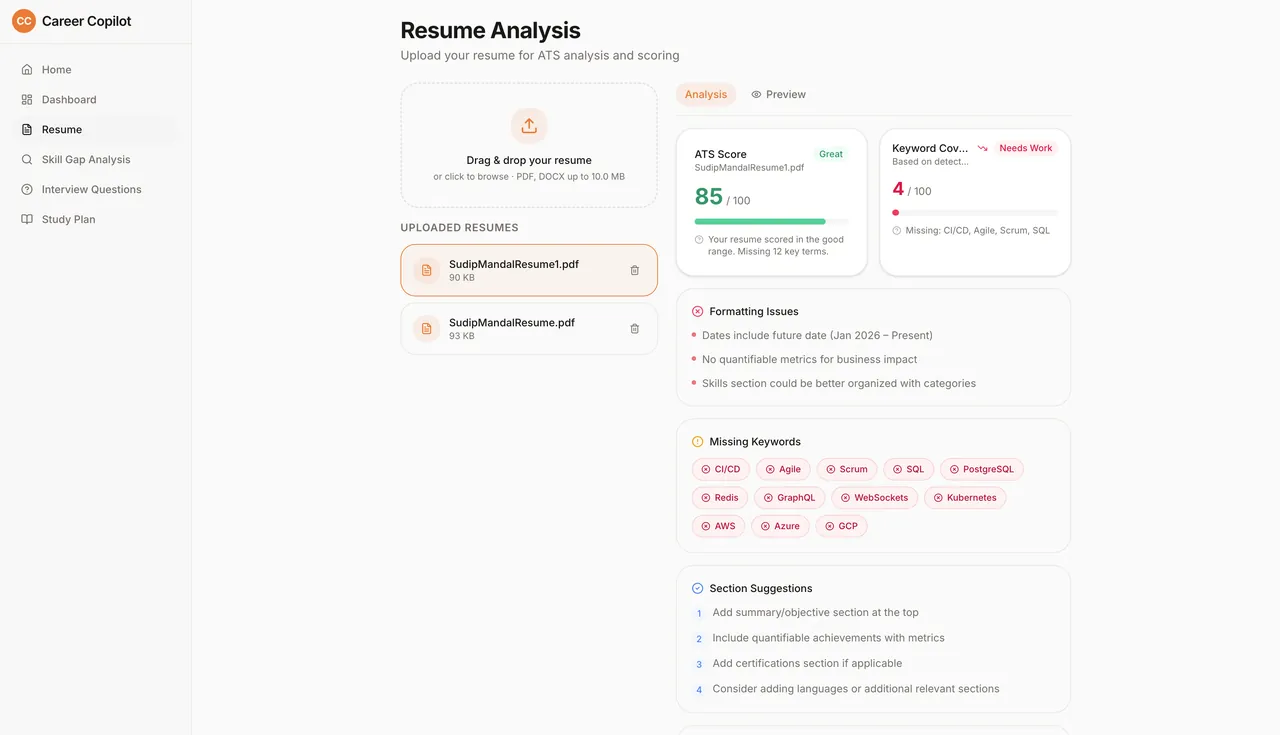 CC Career Copilot
Home
Dashboard
Resume
Skill Gap Analysis
Interview Questions
Study Plan
Resume Analysis
Upload your resume for ATS analysis and scoring
Drag & drop your resume
or click to browse · PDF, DOCX up to 10.0 MB
UPLOADED RESUMES
SudipMandalResume1.pdf
90 KB
SudipMandalResume.pdf
93 KB
Analysis
Preview
ATS Score
Great
SudipMandalResume1.pdf
85 / 100
Your resume scored in the good
range. Missing 12 key terms.
Keyword Cov...
Needs Work
Based on detect...
4 / 100
Missing: CI/CD, Agile, Scrum, SQL
Formatting Issues
Dates include future date (Jan 2026 – Present)
No quantifiable metrics for business impact
Skills section could be better organized with categories
Missing Keywords
CI/CD Agile Scrum SQL PostgreSQL
Redis GraphQL WebSockets Kubernetes
AWS Azure GCP
Section Suggestions
1 Add summary/objective section at the top
2 Include quantifiable achievements with metrics
3 Add certifications section if applicable
4 Consider adding languages or additional relevant sections